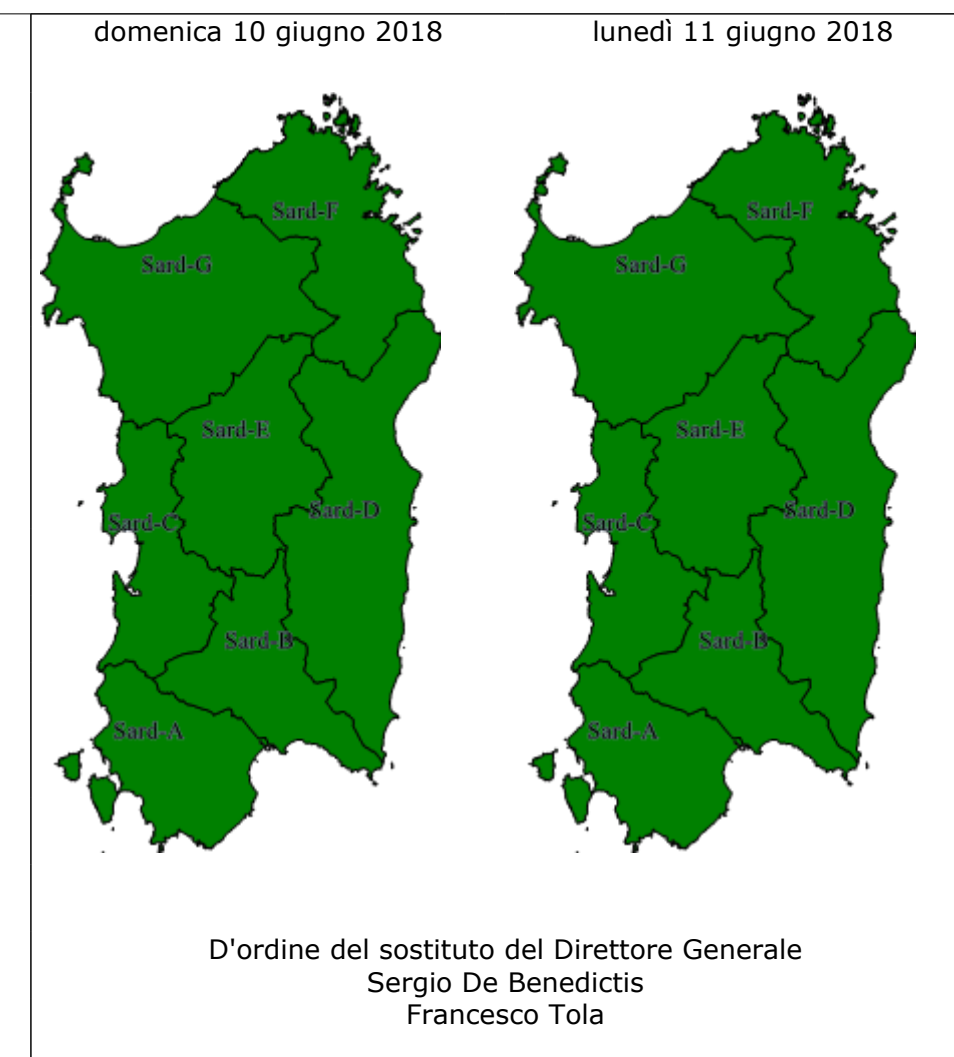 domenica 10 giugno 2018
lunedì 11 giugno 2018
Sard-F
Sard-G
Sard-E
Sard-D
Sard-C
Sard-B
Sard-A
Sard-F
Sard-G
Sard-E
Sard-D
Sard-C
Sard-B
Sard-A
D'ordine del sostituto del Direttore Generale
Sergio De Benedictis
Francesco Tola